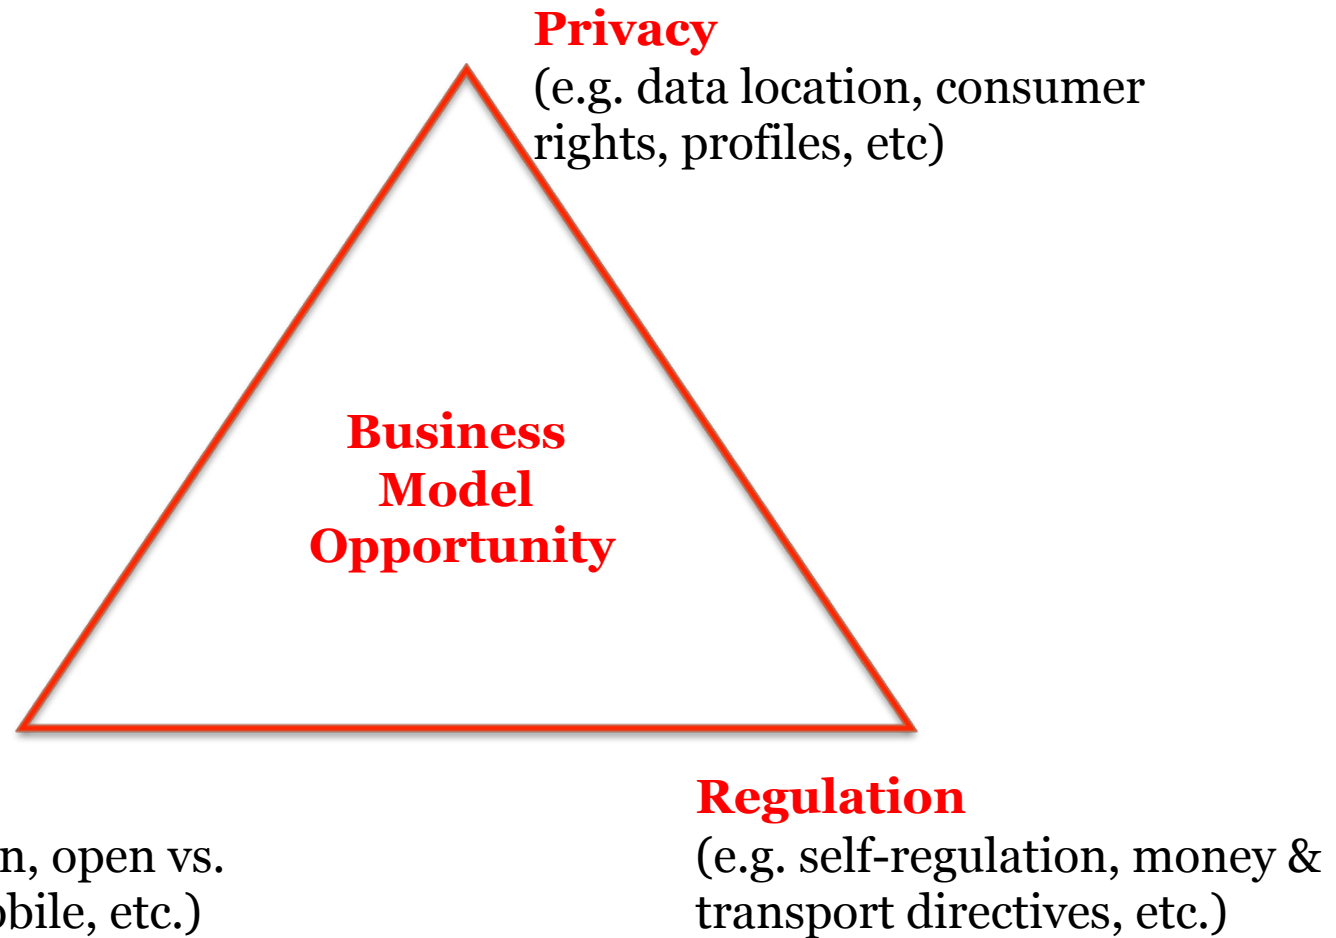 Privacy
(e.g. data location, consumer
rights, profiles, etc)
Business
Model
Opportunity
Regulation
(e.g. self-regulation, money &
transport directives, etc.)
open vs.
etc.)